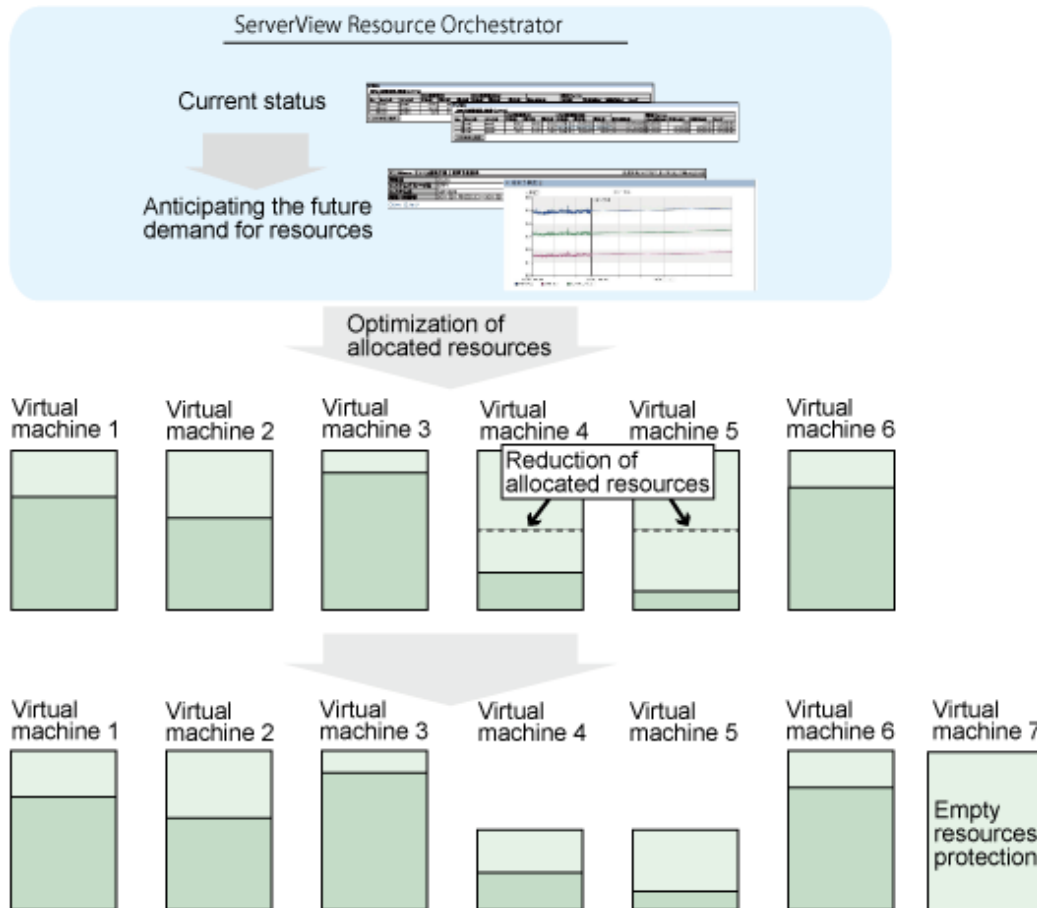 ServerView Resource Orchestrator
Current status
Anticipating the future
demand for resources
Optimization of
allocated resources
Virtual
machine 1
Virtual
machine 2
Virtual
machine 3
Virtual
machine 4
Virtual
machine 5
Virtual
machine 6
Reduction of
allocated resources
Virtual
machine 1
Virtual
machine 2
Virtual
machine 3
Virtual
machine 4
Virtual
machine 5
Virtual
machine 6
Virtual
machine 7
Empty
resources
protection